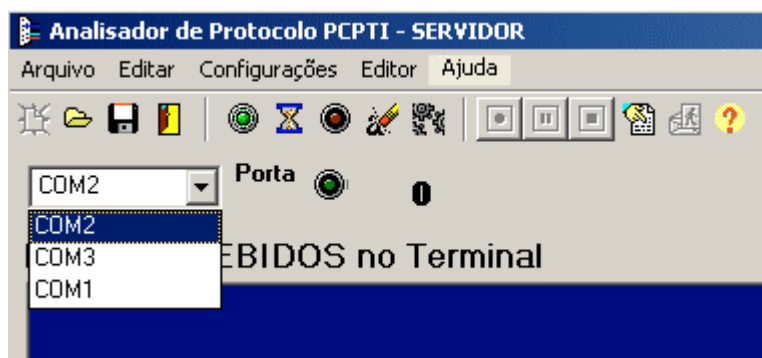 Analisador de Protocolo PCPTI - SERVIDOR
Arquivo Editar Configurações Editor Ajuda
COM2 Porta 0
COM2
COM3
COM1
EBIDOS no Terminal